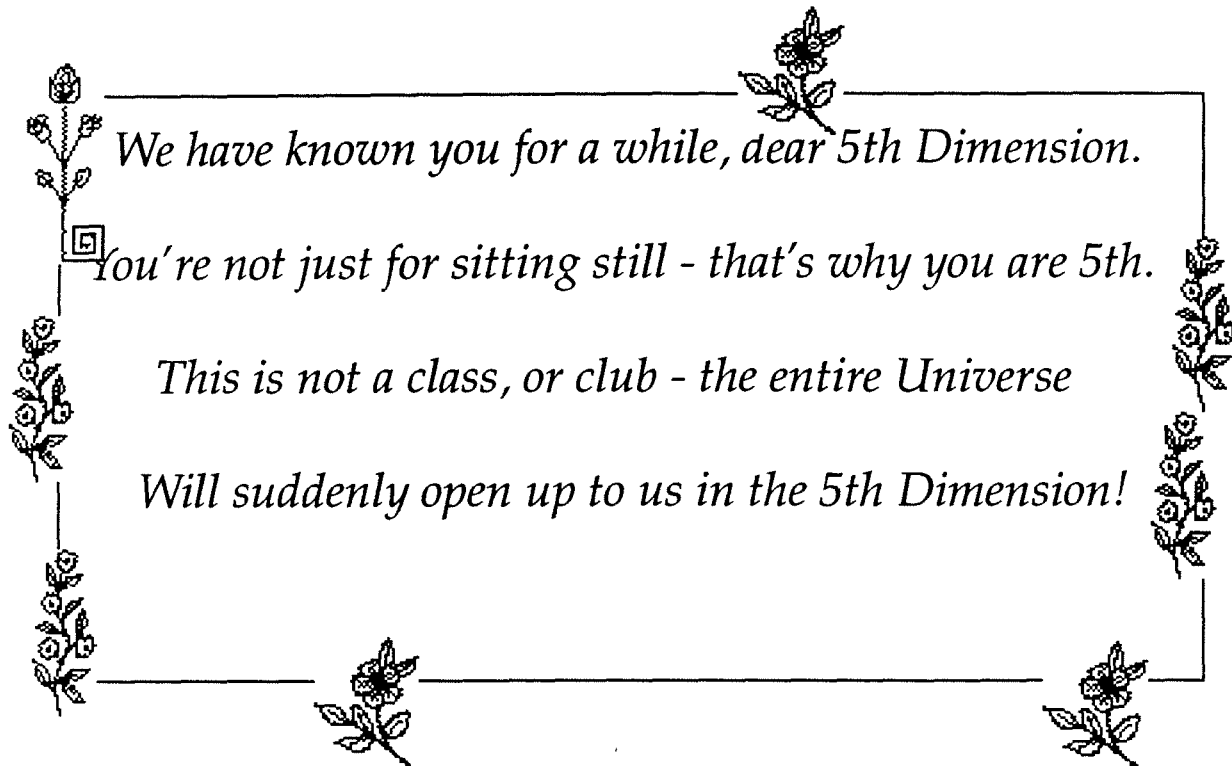 We have known you for a while, dear 5th Dimension.
You're not just for sitting still - that's why you are 5th.
This is not a class, or club - the entire Universe
Will suddenly open up to us in the 5th Dimension!